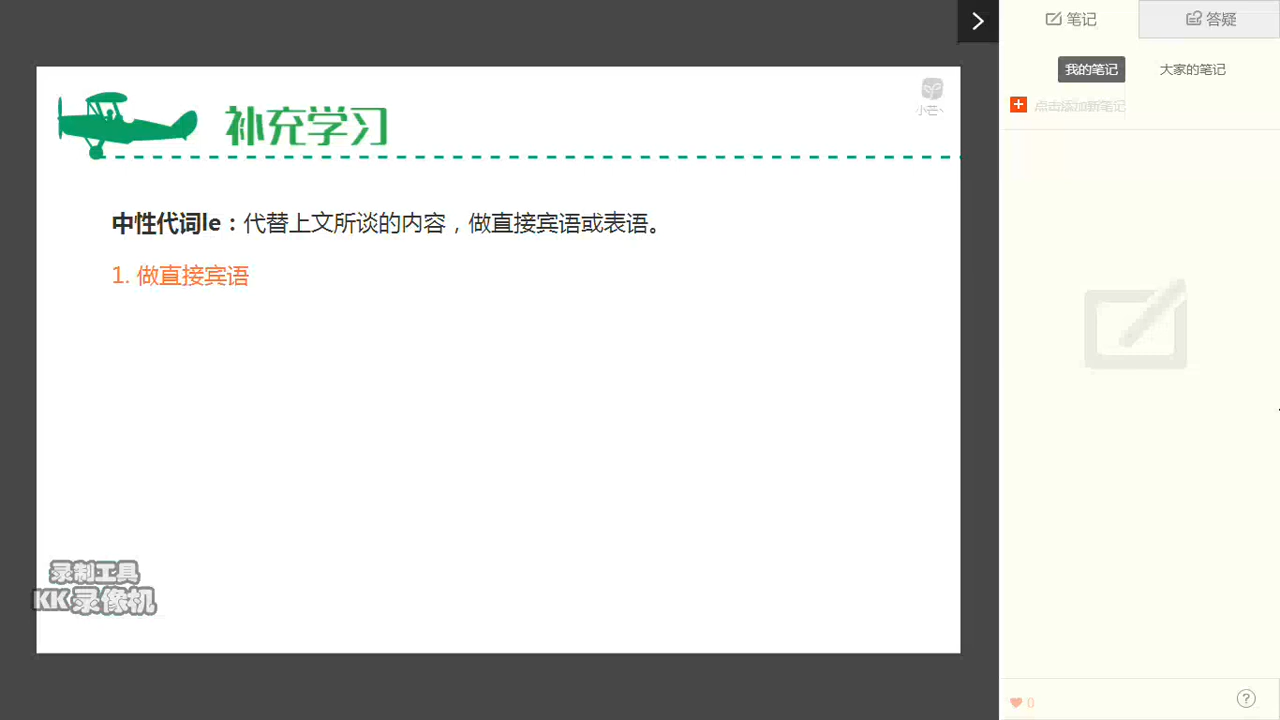 笔记
答疑
我的笔记
大家的笔记
点击添加新笔记
补充学习
中性代词le：代替上文所谈的内容，做直接宾语或表语。
1. 做直接宾语
录制工具
KK录像机
0
?